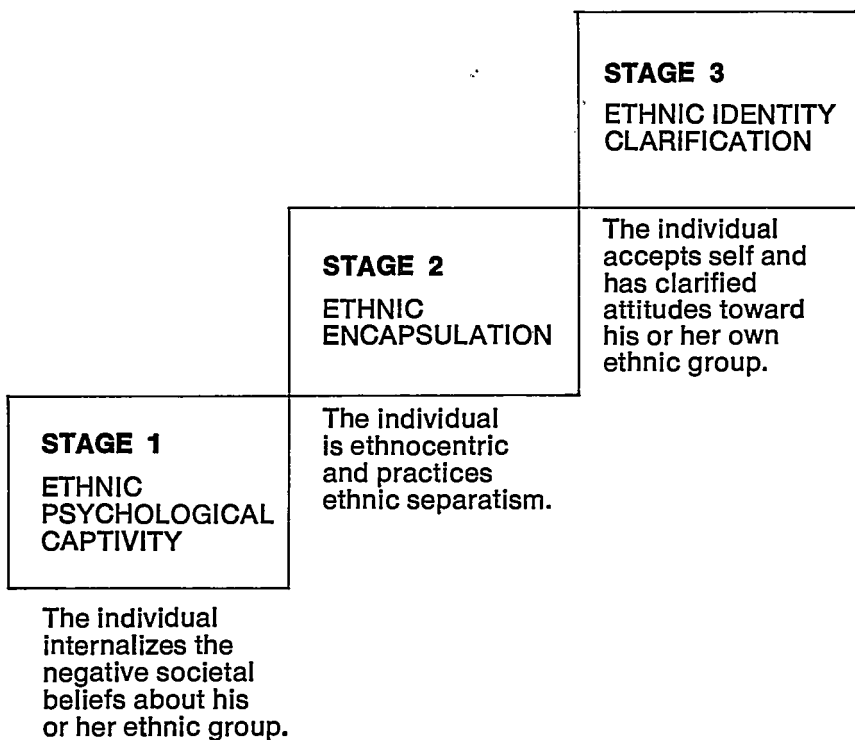 STAGE 3
ETHNIC IDENTITY
CLARIFICATION
The individual
accepts self and
has clarified
attitudes toward
his or her own
ethnic group.
STAGE 2
ETHNIC
ENCAPSULATION
The individual
is ethnocentric
and practices
ethnic separatism.
STAGE 1
ETHNIC
PSYCHOLOGICAL
CAPTIVITY
The individual
internalizes the
negative societal
beliefs about his
or her ethnic group.